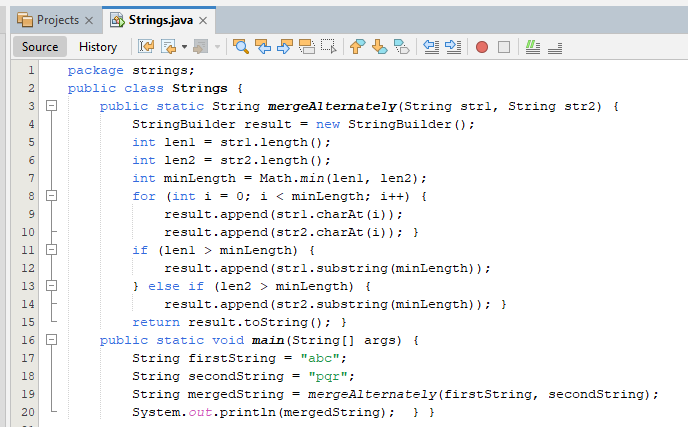 Projects × Strings.java ×
Source History
1 package strings;
2 public class Strings {
3     public static String mergeAlternately(String str1, String str2) {
4         StringBuilder result = new StringBuilder();
5         int len1 = str1.length();
6         int len2 = str2.length();
7         int minLength = Math.min(len1, len2);
8         for (int i = 0; i < minLength; i++) {
9             result.append(str1.charAt(i));
10             result.append(str2.charAt(i)); }
11         if (len1 > minLength) {
12             result.append(str1.substring(minLength));
13         } else if (len2 > minLength) {
14             result.append(str2.substring(minLength)); }
15         return result.toString(); }
16     public static void main(String[] args) {
17         String firstString = "abc";
18         String secondString = "pqr";
19         String mergedString = mergeAlternately(firstString, secondString);
20         System.out.println(mergedString);  } }